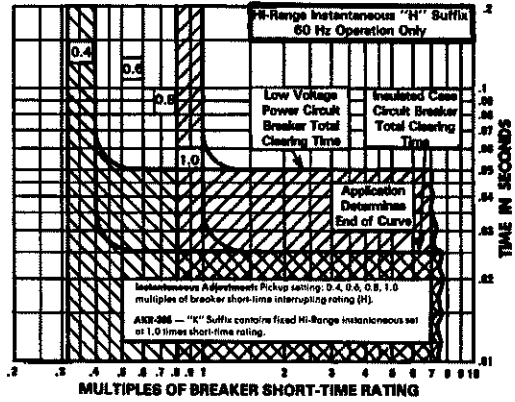 Hi-Range Instantaneous "H" Suffix
60 Hz Operation Only
.2
0.4
0.6
0.8
1.0
Low Voltage
Power Circuit
Breaker Total
Clearing Time
Insulated Case
Circuit Breaker
Total Clearing
Time
Application
Determines
End of Curve
.1
.09
.08
.07
.06
.05
.04
.03
.02
.01
TIME IN SECONDS
Instantaneous Adjustment: Pickup setting: 0.4, 0.6, 0.8, 1.0
multiples of breaker short-time interrupting rating (H).
"K" Suffix contains fixed Hi-Range instantaneous set
at 1.0 times short-time rating.
.2 .3 .4 .5 .6 .7 .8 .9 1 2 3 4 5 6 7 8 9 10
MULTIPLES OF BREAKER SHORT-TIME RATING